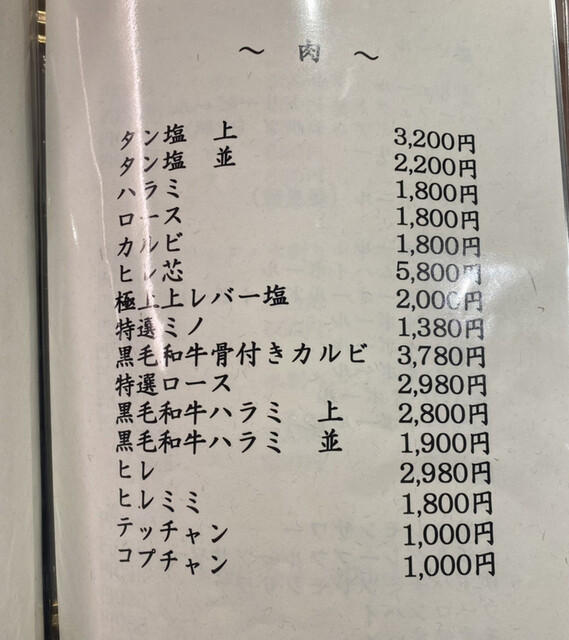 ～ 肉 ～
タン塩 上 3,200円
タン塩 並 2,200円
ハラミ 1,800円
ロース 1,800円
カルビ 1,800円
ヒレ芯 5,800円
極上上レバー塩 2,000円
特選ミノ 1,380円
黒毛和牛骨付きカルビ 3,780円
特選ロース 2,980円
黒毛和牛ハラミ 上 2,800円
黒毛和牛ハラミ 並 1,900円
ヒレ 2,980円
ヒレミミ 1,800円
テッチャン 1,000円
コプチャン 1,000円